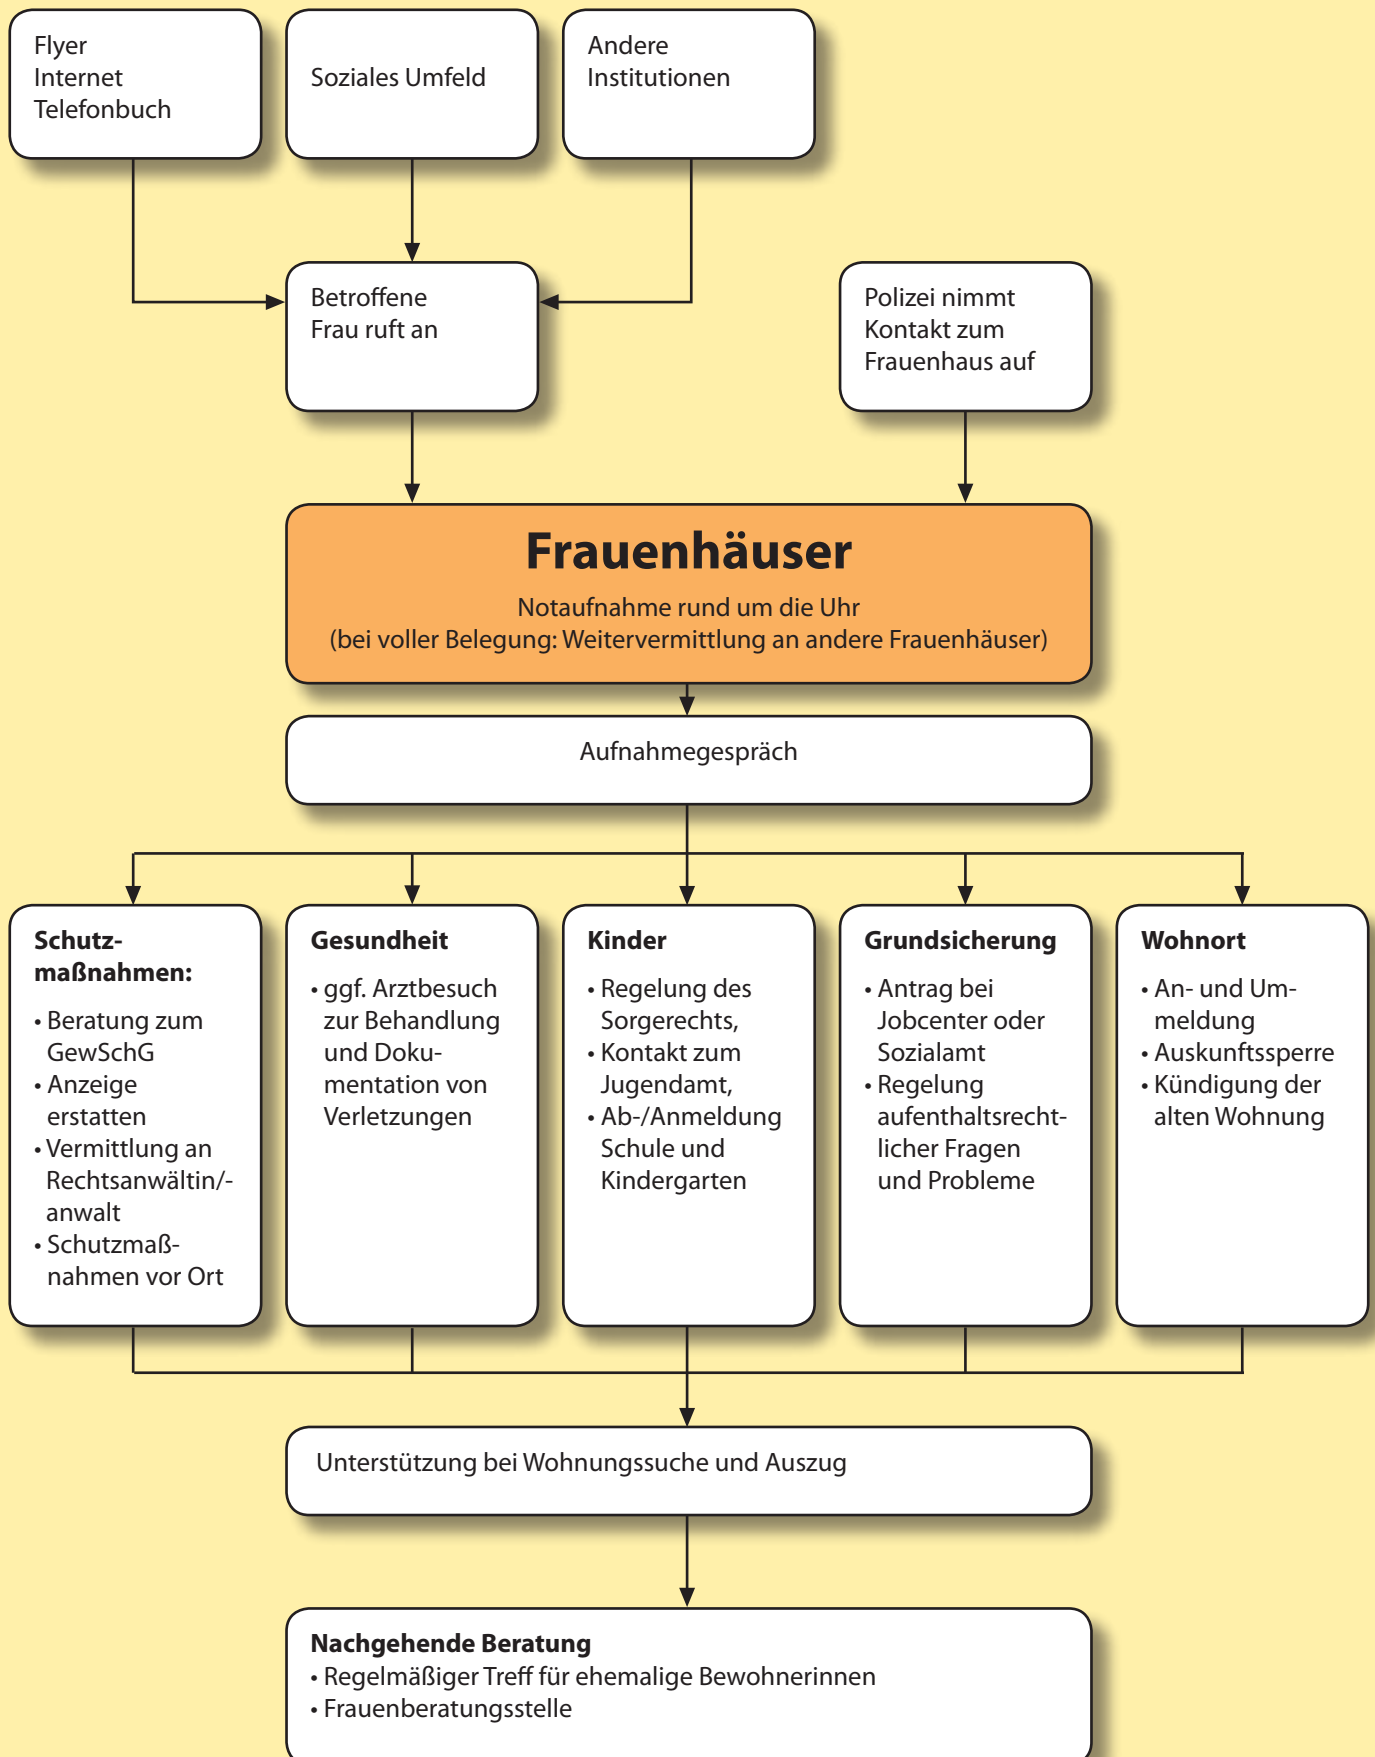 Flyer
Internet
Telefonbuch
Soziales Umfeld
Andere
Institutionen
Betroffene
Frau ruft an
Polizei nimmt
Kontakt zum
Frauenhaus auf
Frauenhäuser
Notaufnahme rund um die Uhr
(bei voller Belegung: Weitervermittlung an andere Frauenhäuser)
Aufnahmegespräch
Schutz-
maßnahmen:
• Beratung zum
GewSchG
• Anzeige
erstatten
• Vermittlung an
Rechtsanwältin/-
anwalt
• Schutzmaß-
nahmen vor Ort
Gesundheit
• ggf. Arztbesuch
zur Behandlung
und Doku-
mentation von
Verletzungen
Kinder
• Regelung des
Sorgerechts,
• Kontakt zum
Jugendamt,
• Ab-/Anmeldung
Schule und
Kindergarten
Grundsicherung
• Antrag bei
Jobcenter oder
Sozialamt
• Regelung
aufenthaltsrecht-
licher Fragen
und Probleme
Wohnort
• An- und Um-
meldung
• Auskunftssperre
• Kündigung der
alten Wohnung
Unterstützung bei Wohnungssuche und Auszug
Nachgehende Beratung
• Regelmäßiger Treff für ehemalige Bewohnerinnen
• Frauenberatungsstelle